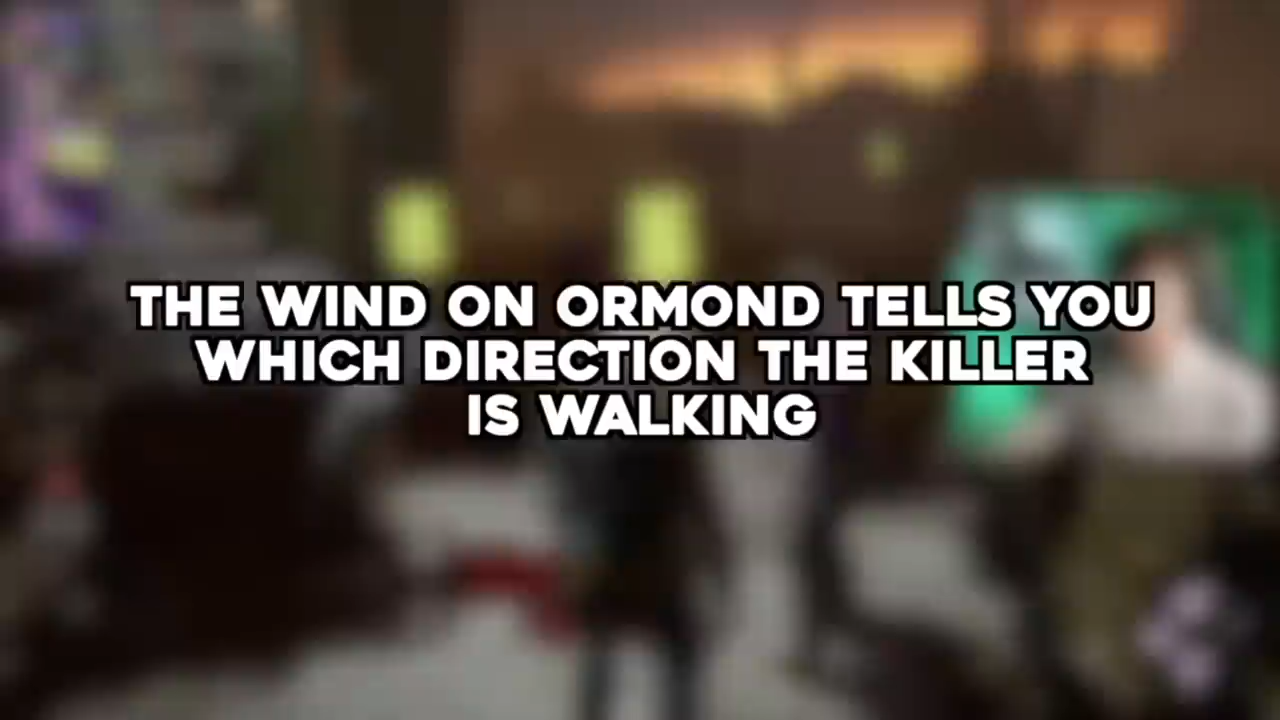 THE WIND ON ORMOND TELLS YOU
WHICH DIRECTION THE KILLER
IS WALKING